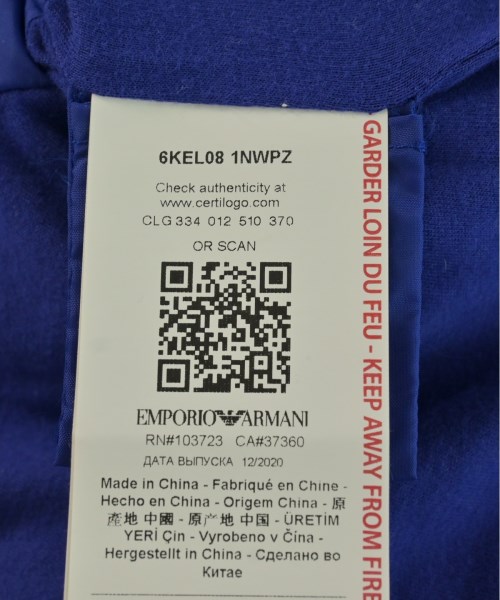 6KEL08 1NWPZ
Check authenticity at
www.certilogo.com
CLG 334 012 510 370
OR SCAN
EMPORIO ARMANI
RN#103723 CA#37360
ДАТА ВЫПУСКА 12/2020
Made in China - Fabriqué en Chine -
Hecho en China - Origem China - 原
產地 中國 - 原产地 中国 - ÜRETİM
YERİ Çin - Vyrobeno v Čína -
Hergestellt in China - Сделано во
Китае
GARDER LOIN DU FEU - KEEP AWAY FROM FIRE